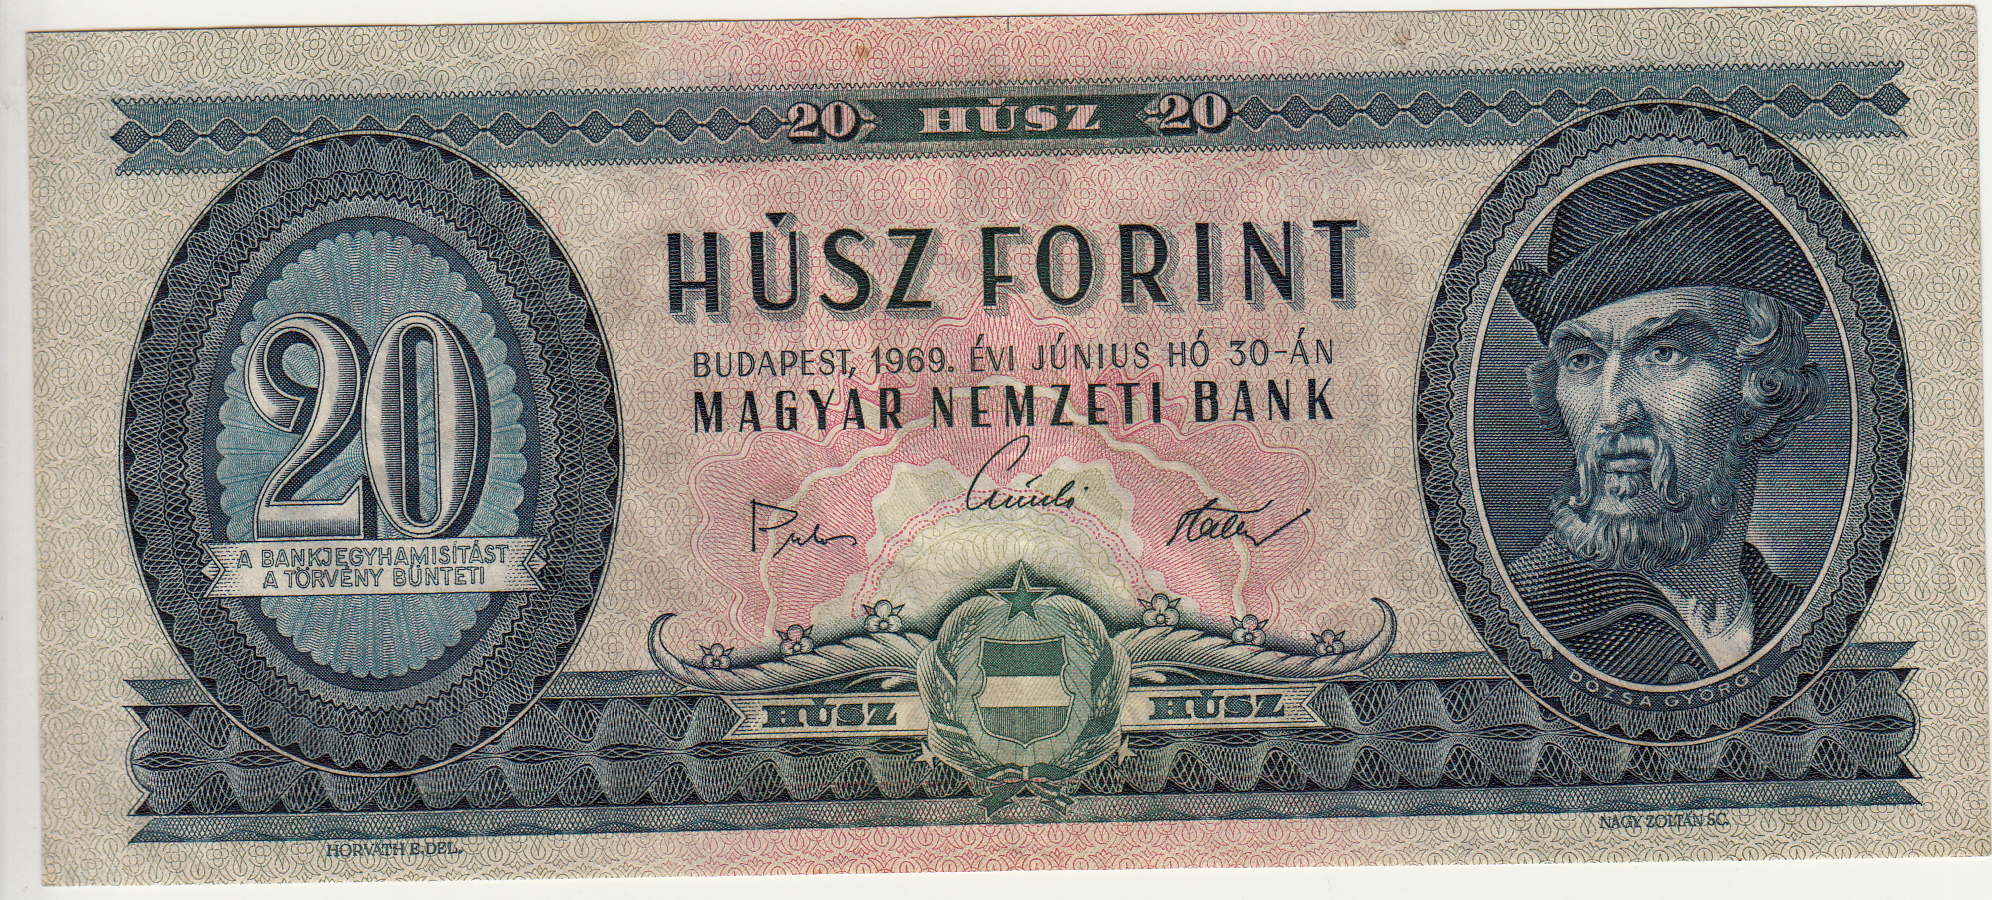 20 HÚSZ 20
HÚSZ FORINT
BUDAPEST, 1969. ÉVI JÚNIUS HÓ 30-ÁN
MAGYAR NEMZETI BANK
20
A BANKJEGYHAMISÍTÁST
A TÖRVÉNY BÜNTETI
DÓZSA GYÖRGY
HÚSZ HÚSZ
HORVÁTH E. DEL.
NAGY ZOLTÁN SC.